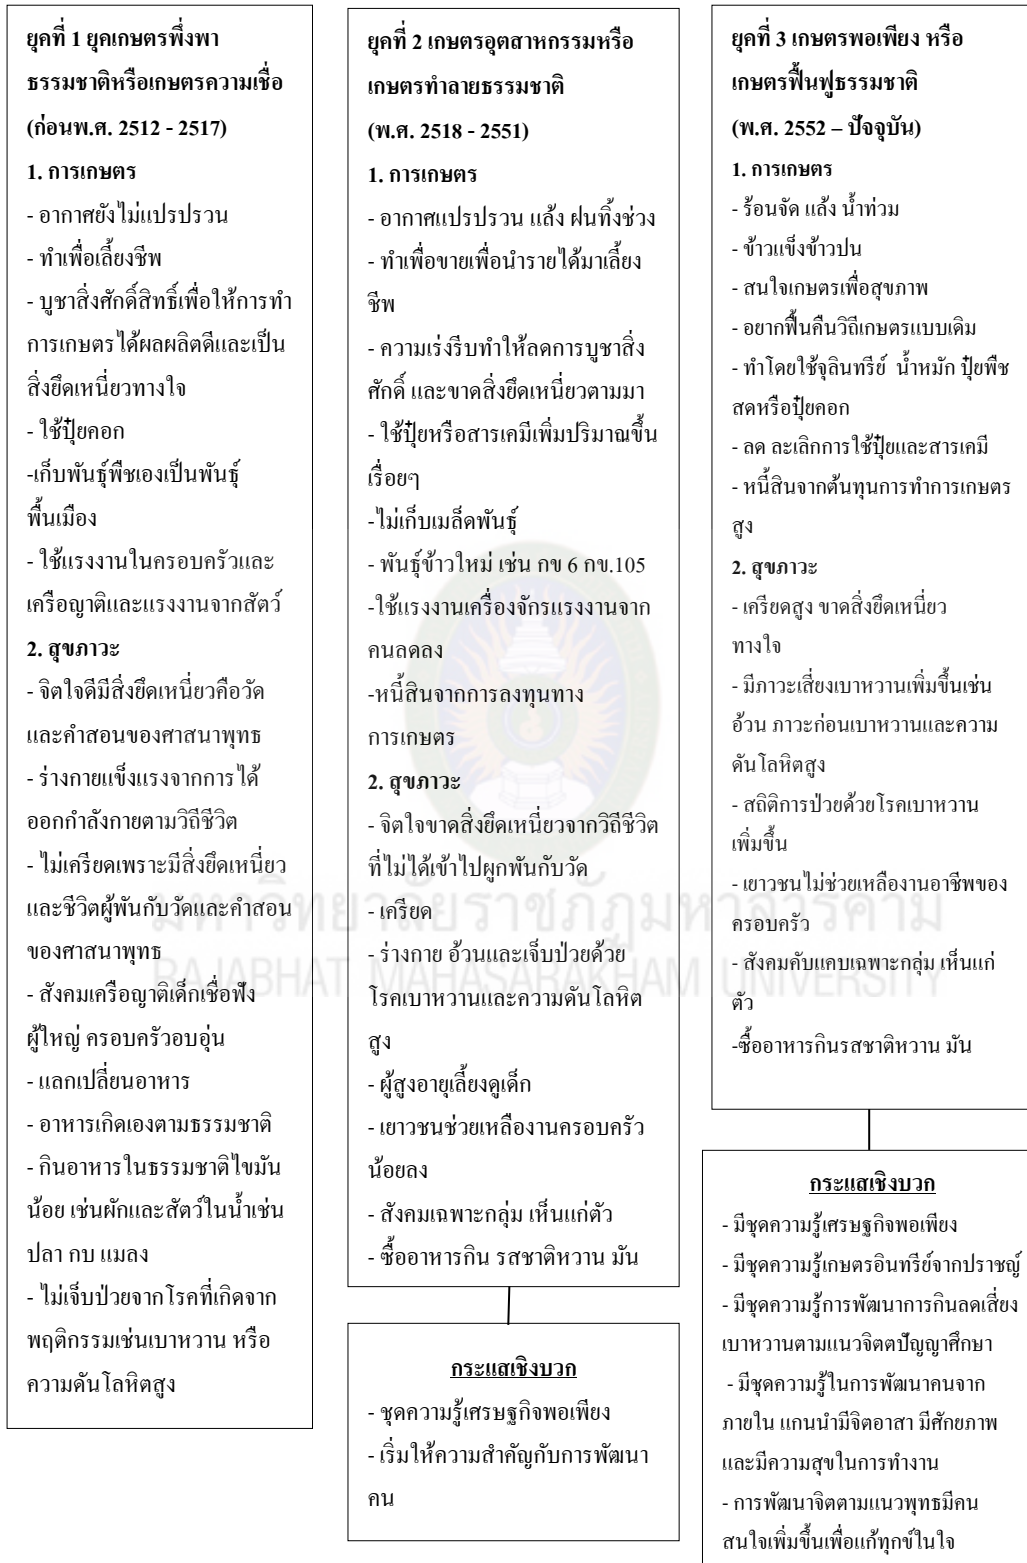 ยุคที่ 1 ยุคเกษตรพึ่งพา
ธรรมชาติหรือเกษตรความเชื่อ
(ก่อนพ.ศ. 2512 - 2517)
1. การเกษตร
- อากาศยังไม่แปรปรวน
- ทำเพื่อเลี้ยงชีพ
- บูชาสิ่งศักดิ์สิทธิ์เพื่อให้การทำ
การเกษตรได้ผลผลิตดีและเป็น
สิ่งยึดเหนี่ยวทางใจ
- ใช้ปุ๋ยคอก
-เก็บพันธุ์พืชเองเป็นพันธุ์
พื้นเมือง
- ใช้แรงงานในครอบครัวและ
เครือญาติและแรงงานจากสัตว์
2. สุขภาวะ
- จิตใจดีมีสิ่งยึดเหนี่ยวคือวัด
และคำสอนของศาสนาพุทธ
- ร่างกายแข็งแรงจากการได้
ออกกำลังกายตามวิถีชีวิต
- ไม่เครียดเพราะมีสิ่งยึดเหนี่ยว
และชีวิตผู้พันกับวัดและคำสอน
ของศาสนาพุทธ
- สังคมเครือญาติเด็กเชื่อฟัง
ผู้ใหญ่ ครอบครัวอบอุ่น
- แลกเปลี่ยนอาหาร
- อาหารเกิดเองตามธรรมชาติ
- กินอาหารในธรรมชาติไขมัน
น้อย เช่นผักและสัตว์ในน้ำเช่น
ปลา กบ แมลง
- ไม่เจ็บป่วยจากโรคที่เกิดจาก
พฤติกรรมเช่นเบาหวาน หรือ
ความดันโลหิตสูง
ยุคที่ 2 เกษตรอุตสาหกรรมหรือ
เกษตรทำลายธรรมชาติ
(พ.ศ. 2518 - 2551)
1. การเกษตร
- อากาศแปรปรวน แล้ง ฝนทิ้งช่วง
- ทำเพื่อขายเพื่อนำรายได้มาเลี้ยง
ชีพ
- ความเร่งรีบทำให้ลดการบูชาสิ่ง
ศักดิ์ และขาดสิ่งยึดเหนี่ยวตามมา
- ใช้ปุ๋ยหรือสารเคมีเพิ่มปริมาณขึ้น
เรื่อยๆ
-ไม่เก็บเมล็ดพันธุ์
- พันธุ์ข้าวใหม่ เช่น กข 6 กข.105
-ใช้แรงงานเครื่องจักรแรงงานจาก
คนลดลง
-หนี้สินจากการลงทุนทาง
การเกษตร
2. สุขภาวะ
- จิตใจขาดสิ่งยึดเหนี่ยวจากวิถีชีวิต
ที่ไม่ได้เข้าไปผูกพันกับวัด
- เครียด
- ร่างกาย อ้วนและเจ็บป่วยด้วย
โรคเบาหวานและความดันโลหิต
สูง
- ผู้สูงอายุเลี้ยงดูเด็ก
- เยาวชนช่วยเหลืองานครอบครัว
น้อยลง
- สังคมเฉพาะกลุ่ม เห็นแก่ตัว
- ซื้ออาหารกิน รสชาติหวาน มัน
กระแสเชิงบวก
- ชุดความรู้เศรษฐกิจพอเพียง
- เริ่มให้ความสำคัญกับการพัฒนา
คน
ยุคที่ 3 เกษตรพอเพียง หรือ
เกษตรฟื้นฟูธรรมชาติ
(พ.ศ. 2552 – ปัจจุบัน)
1. การเกษตร
- ร้อนจัด แล้ง น้ำท่วม
- ข้าวแข็งข้าวปน
- สนใจเกษตรเพื่อสุขภาพ
- อยากฟื้นคืนวิถีเกษตรแบบเดิม
- ทำโดยใช้จุลินทรีย์ น้ำหมัก ปุ๋ยพืช
สดหรือปุ๋ยคอก
- ลด ละเลิกการใช้ปุ๋ยและสารเคมี
- หนี้สินจากต้นทุนการทำการเกษตร
สูง
2. สุขภาวะ
- เครียดสูง ขาดสิ่งยึดเหนี่ยว
ทางใจ
- มีภาวะเสี่ยงเบาหวานเพิ่มขึ้นเช่น
อ้วน ภาวะก่อนเบาหวานและความ
ดันโลหิตสูง
- สถิติการป่วยด้วยโรคเบาหวาน
เพิ่มขึ้น
- เยาวชนไม่ช่วยเหลืองานอาชีพของ
ครอบครัว
- สังคมคับแคบเฉพาะกลุ่ม เห็นแก่
ตัว
-ซื้ออาหารกินรสชาติหวาน มัน
กระแสเชิงบวก
- มีชุดความรู้เศรษฐกิจพอเพียง
- มีชุดความรู้เกษตรอินทรีย์จากปราชญ์
- มีชุดความรู้การพัฒนาการกินลดเสี่ยง
เบาหวานตามแนวจิตตปัญญาศึกษา
- มีชุดความรู้ในการพัฒนาคนจาก
ภายใน แกนนำมีจิตอาสา มีศักยภาพ
และมีความสุขในการทำงาน
- การพัฒนาจิตตามแนวพุทธมีคน
สนใจเพิ่มขึ้นเพื่อแก้ทุกข์ในใจ
มหาวิทยาลัยราชภัฏมหาสารคาม
RAJABHAT MAHASARAKHAM UNIVERSITY